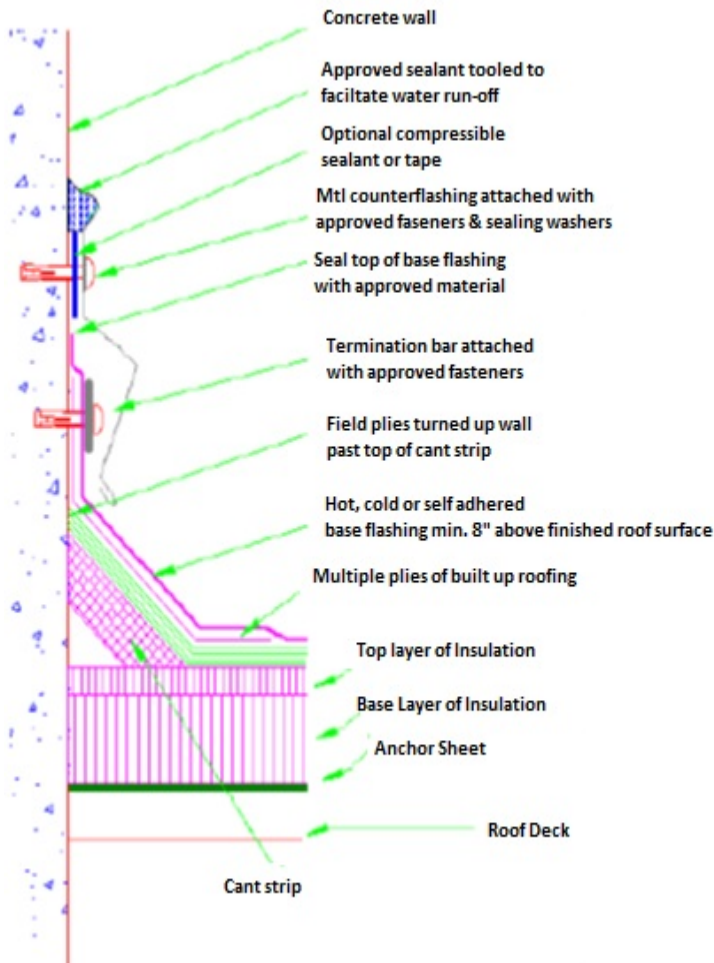 Concrete wall
Approved sealant tooled to
faciltate water run-off
Optional compressible
sealant or tape
Mtl counterflashing attached with
approved faseners & sealing washers
Seal top of base flashing
with approved material
Termination bar attached
with approved fasteners
Field plies turned up wall
past top of cant strip
Hot, cold or self adhered
base flashing min. 8" above finished roof surface
Multiple plies of built up roofing
Top layer of Insulation
Base Layer of Insulation
Anchor Sheet
Roof Deck
Cant strip